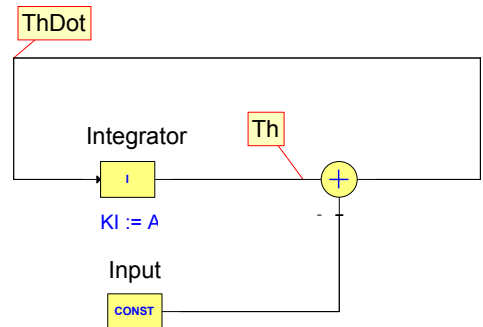 ThDot
Integrator
Th
I
+
KI := A
-
Input
CONST